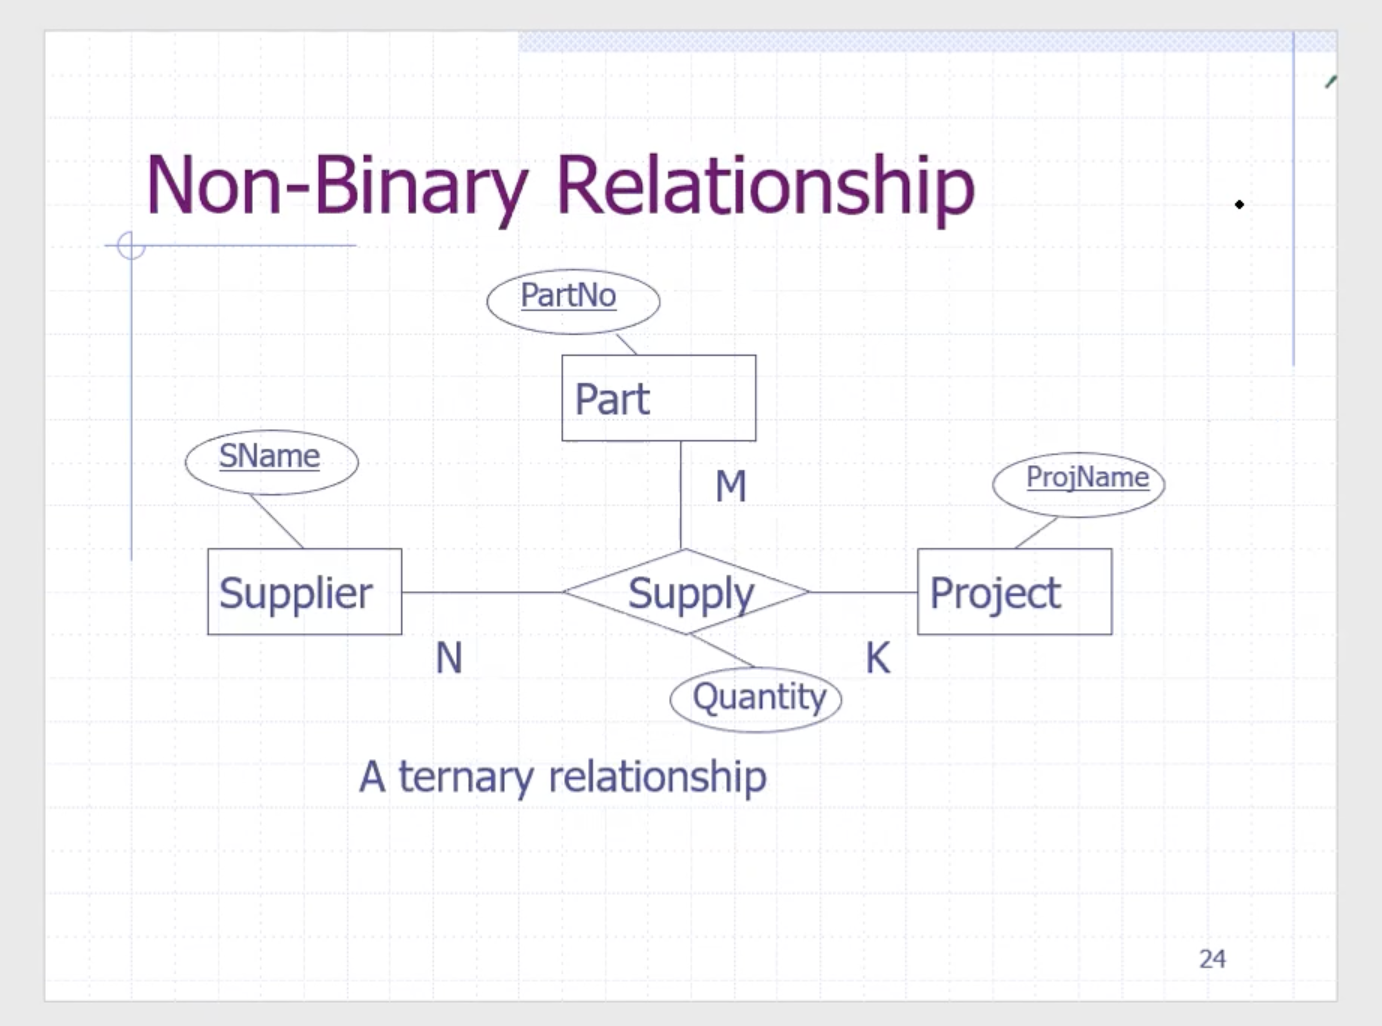 Non-Binary Relationship
PartNo
Part
SName
M
ProjName
Supplier
Supply
Project
N
K
Quantity
A ternary relationship
24